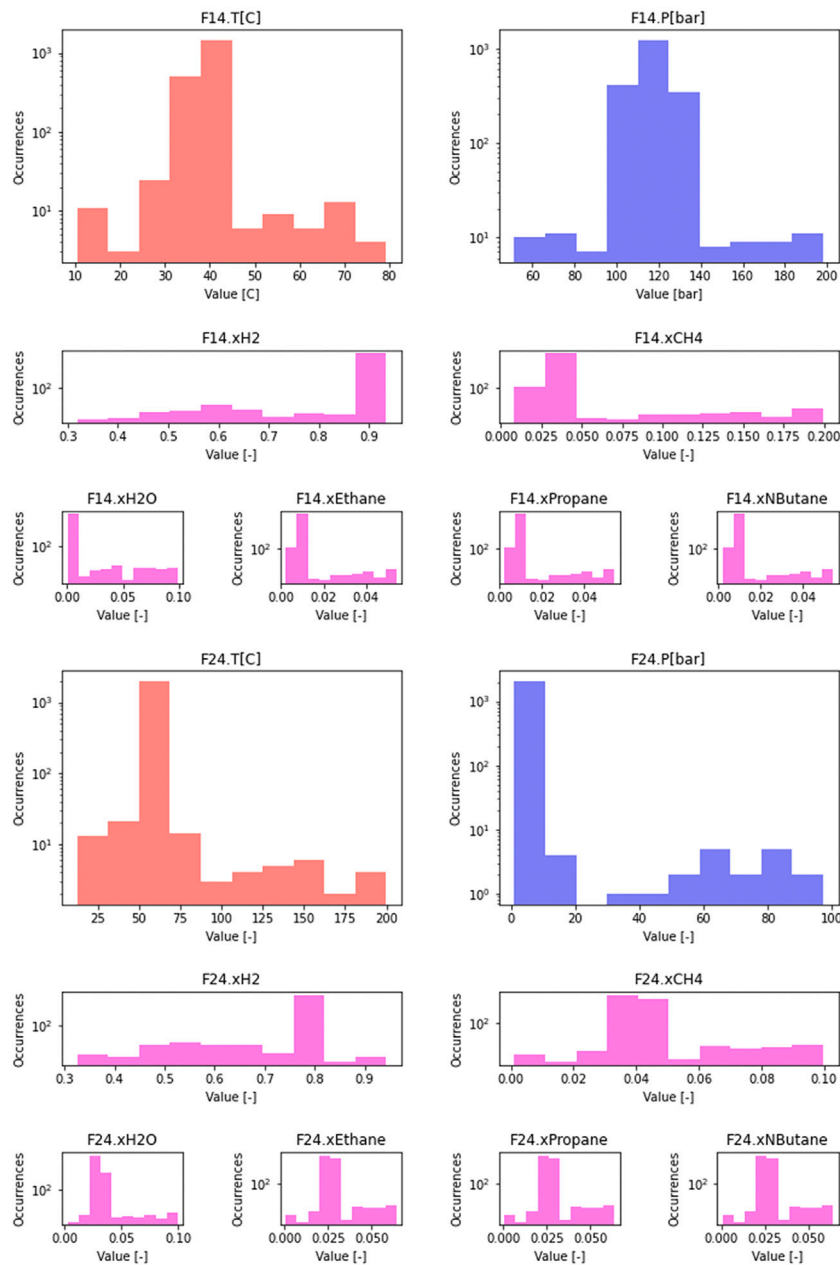 F14.T[C] F14.P[bar]
10³ 10³
Occurrences Occurrences
10² 10²
10¹ 10¹
10 20 30 40 50 60 70 80 60 80 100 120 140 160 180 200
Value [C] Value [bar]
F14.xH2 F14.xCH4
Occurrences Occurrences
10² 10²
0.3 0.4 0.5 0.6 0.7 0.8 0.9 0.000 0.025 0.050 0.075 0.100 0.125 0.150 0.175 0.200
Value [-] Value [-]
F14.xH2O F14.xEthane F14.xPropane F14.xNButane
Occurrences Occurrences Occurrences Occurrences
10² 10² 10² 10²
0.00 0.05 0.10 0.00 0.02 0.04 0.00 0.02 0.04 0.00 0.02 0.04
Value [-] Value [-] Value [-] Value [-]
F24.T[C] F24.P[bar]
10³ 10³
Occurrences Occurrences
10² 10²
10¹ 10¹
10⁰
25 50 75 100 125 150 175 200 0 20 40 60 80 100
Value [-] Value [-]
F24.xH2 F24.xCH4
Occurrences Occurrences
10² 10²
0.3 0.4 0.5 0.6 0.7 0.8 0.9 0.00 0.02 0.04 0.06 0.08 0.10
Value [-] Value [-]
F24.xH2O F24.xEthane F24.xPropane F24.xNButane
Occurrences Occurrences Occurrences Occurrences
10² 10² 10² 10²
0.00 0.05 0.10 0.000 0.025 0.050 0.000 0.025 0.050 0.000 0.025 0.050
Value [-] Value [-] Value [-] Value [-]